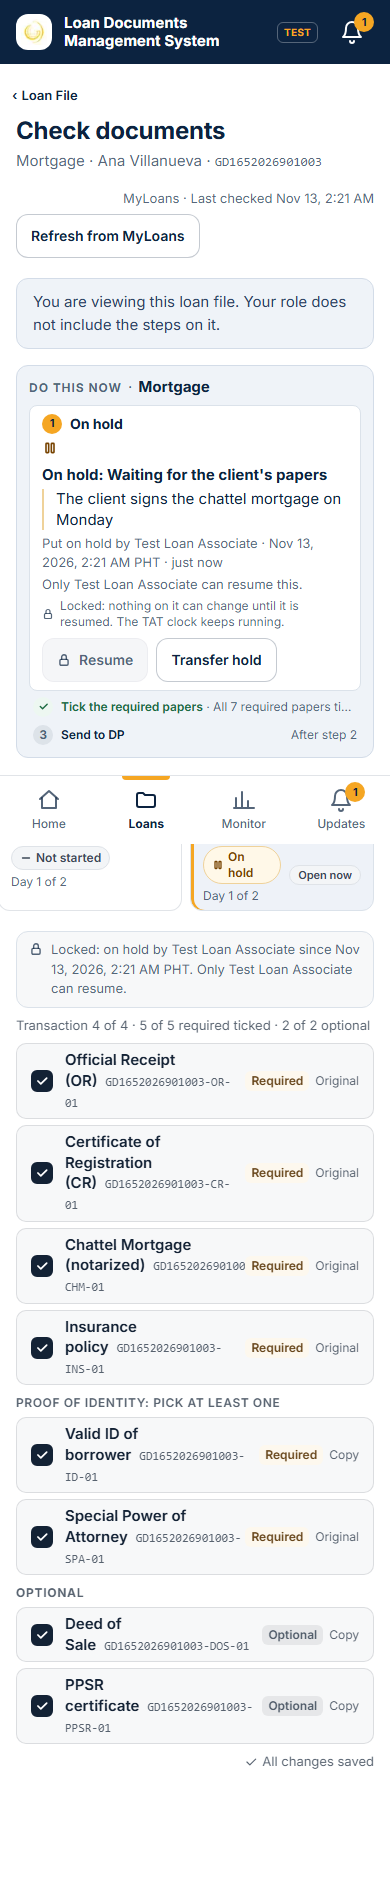 Loan Documents
Management System
TEST
1
‹ Loan File
Check documents
Mortgage · Ana Villanueva · GD1652026901003
MyLoans · Last checked Nov 13, 2:21 AM
Refresh from MyLoans
You are viewing this loan file. Your role does
not include the steps on it.
DO THIS NOW · Mortgage
1 On hold
On hold: Waiting for the client's papers
The client signs the chattel mortgage on
Monday
Put on hold by Test Loan Associate · Nov 13,
2026, 2:21 AM PHT · just now
Only Test Loan Associate can resume this.
Locked: nothing on it can change until it is
resumed. The TAT clock keeps running.
Resume
Transfer hold
Tick the required papers · All 7 required papers ti...
3 Send to DP After step 2
Home
Loans
Monitor
Updates
1
Not started
Day 1 of 2
On
hold
Open now
Day 1 of 2
Locked: on hold by Test Loan Associate since Nov
13, 2026, 2:21 AM PHT. Only Test Loan Associate
can resume.
Transaction 4 of 4 · 5 of 5 required ticked · 2 of 2 optional
Official Receipt
(OR) GD1652026901003-OR-
01
Required Original
Certificate of
Registration
(CR) GD1652026901003-CR-
01
Required Original
Chattel Mortgage
(notarized) GD165202690100
CHM-01
Required Original
Insurance
policy GD1652026901003-
INS-01
Required Original
PROOF OF IDENTITY: PICK AT LEAST ONE
Valid ID of
borrower GD1652026901003-
ID-01
Required Copy
Special Power of
Attorney GD1652026901003-
SPA-01
Required Original
OPTIONAL
Deed of
Sale GD1652026901003-DOS-01
Optional Copy
PPSR
certificate GD1652026901003-
PPSR-01
Optional Copy
All changes saved